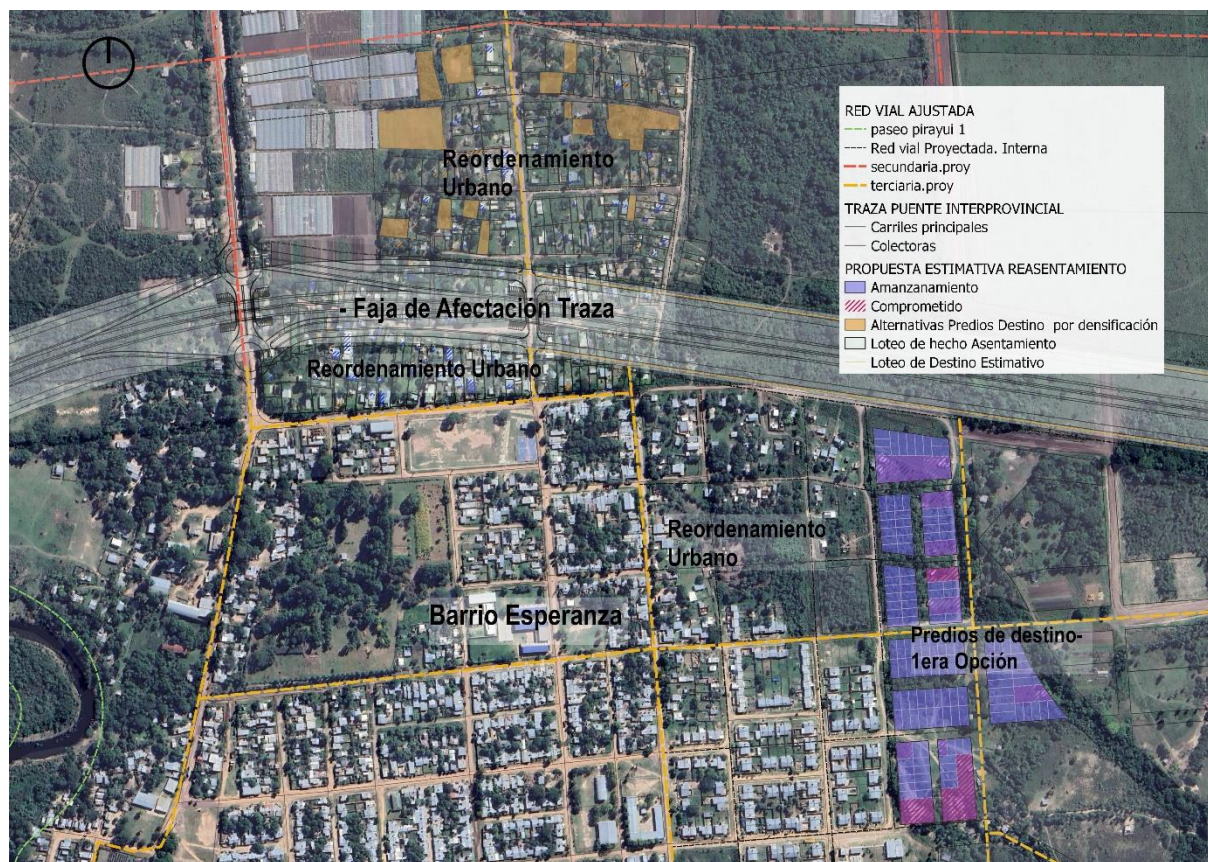 RED VIAL AJUSTADA
paseo pirayui 1
Red vial Proyectada. Interna
secundaria.proy
terciaria.proy
TRAZA PUENTE INTERPROVINCIAL
Carriles principales
Colectoras
PROPUESTA ESTIMATIVA REASENTAMIENTO
Amanzanamiento
Comprometido
Alternativas Predios Destino por densificación
Loteo de hecho Asentamiento
Loteo de Destino Estimativo
Reordenamiento
Urbano
- Faja de Afectación Traza
Reordenamiento Urbano
Reordenamiento
Urbano
Barrio Esperanza
Predios de destino-
1era Opción